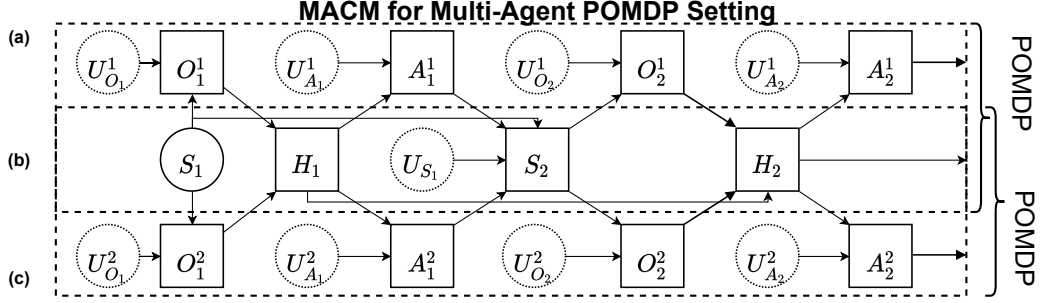 MACM for Multi-Agent POMDP Setting
(a)
U^1_{O_1} O^1_1 U^1_{A_1} A^1_1 U^1_{O_2} O^1_2 U^1_{A_2} A^1_2
POMDP
(b)
S_1 H_1 U_{S_1} S_2 H_2
POMDP
(c)
U^2_{O_1} O^2_1 U^2_{A_1} A^2_1 U^2_{O_2} O^2_2 U^2_{A_2} A^2_2